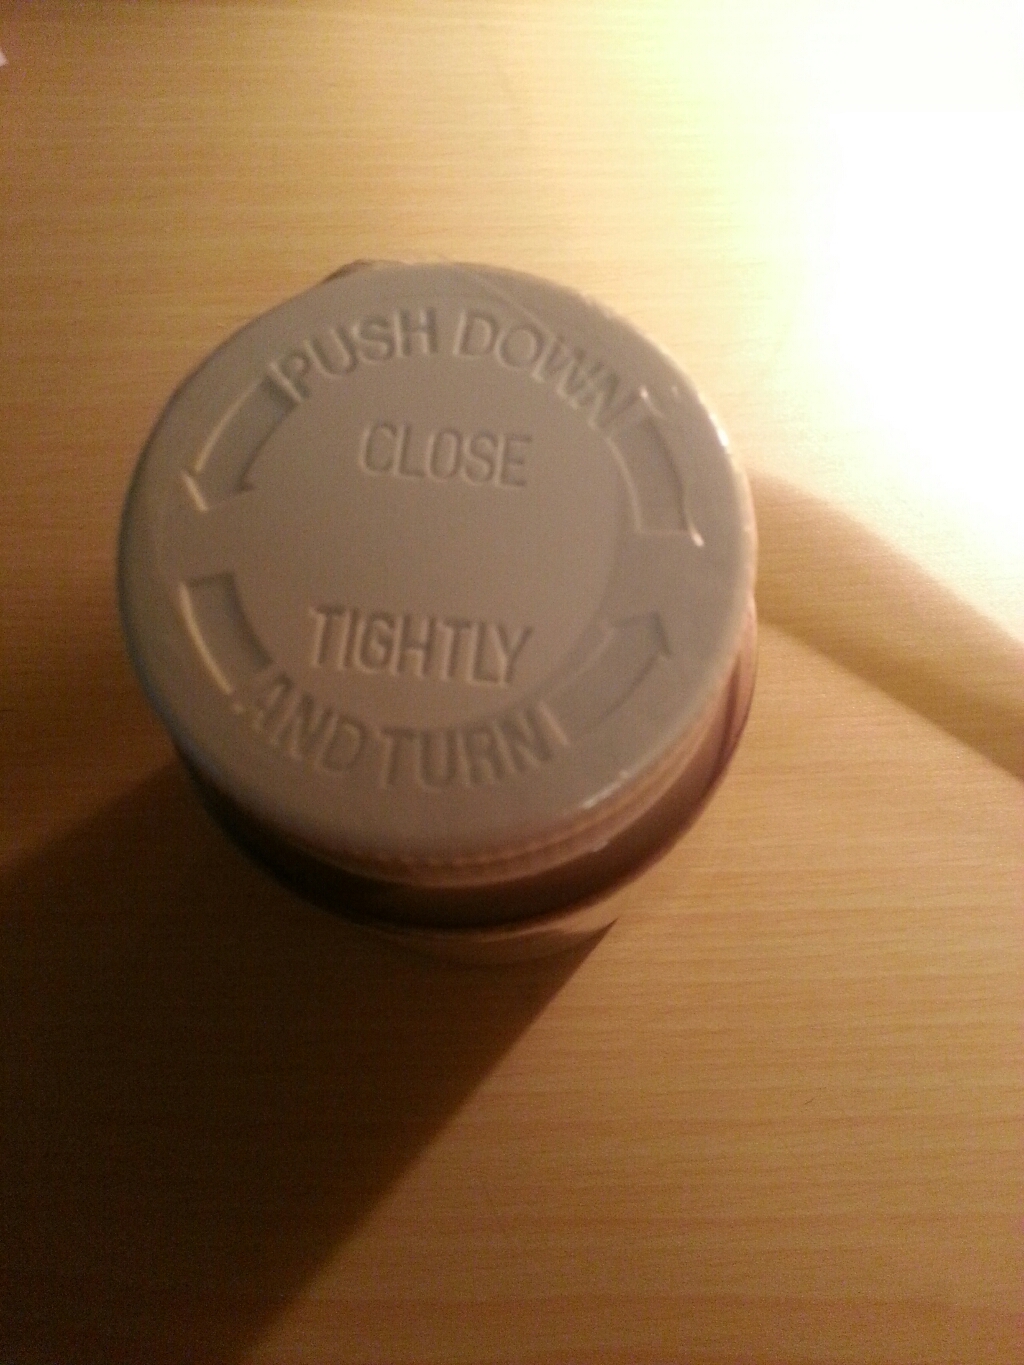 PUSH DOWN
CLOSE
TIGHTLY
AND TURN